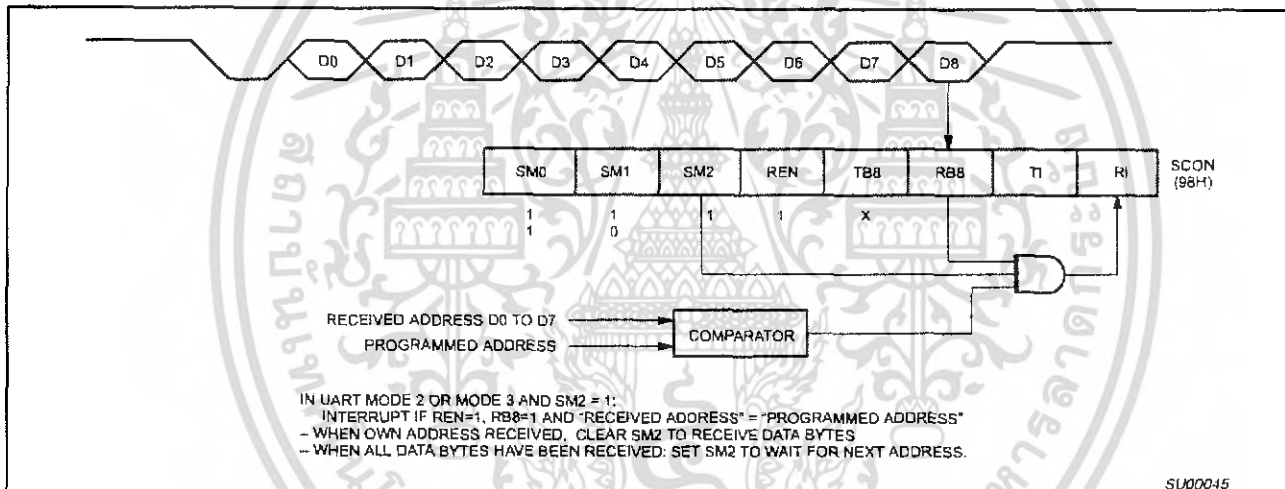 D0 D1 D2 D3 D4 D5 D6 D7 D8
SM0 SM1 SM2 REN TB8 RB8 TI RI
SCON
(98H)
1 1 1 1 X
1 0
RECEIVED ADDRESS D0 TO D7
PROGRAMMED ADDRESS
COMPARATOR
IN UART MODE 2 OR MODE 3 AND SM2 = 1:
INTERRUPT IF REN=1, RB8=1 AND "RECEIVED ADDRESS" = "PROGRAMMED ADDRESS"
– WHEN OWN ADDRESS RECEIVED, CLEAR SM2 TO RECEIVE DATA BYTES
– WHEN ALL DATA BYTES HAVE BEEN RECEIVED: SET SM2 TO WAIT FOR NEXT ADDRESS.
SU00045